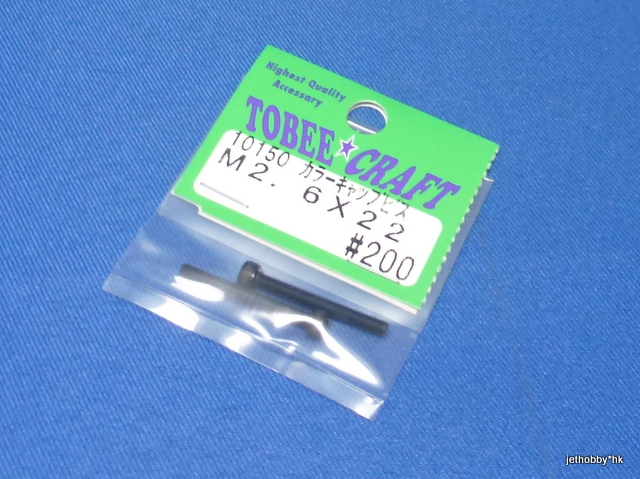 Highest Quality
Accessary
TOBEE★CRAFT
10150 カラーキャップビス
M2.6X22
#200
jethobby*hk